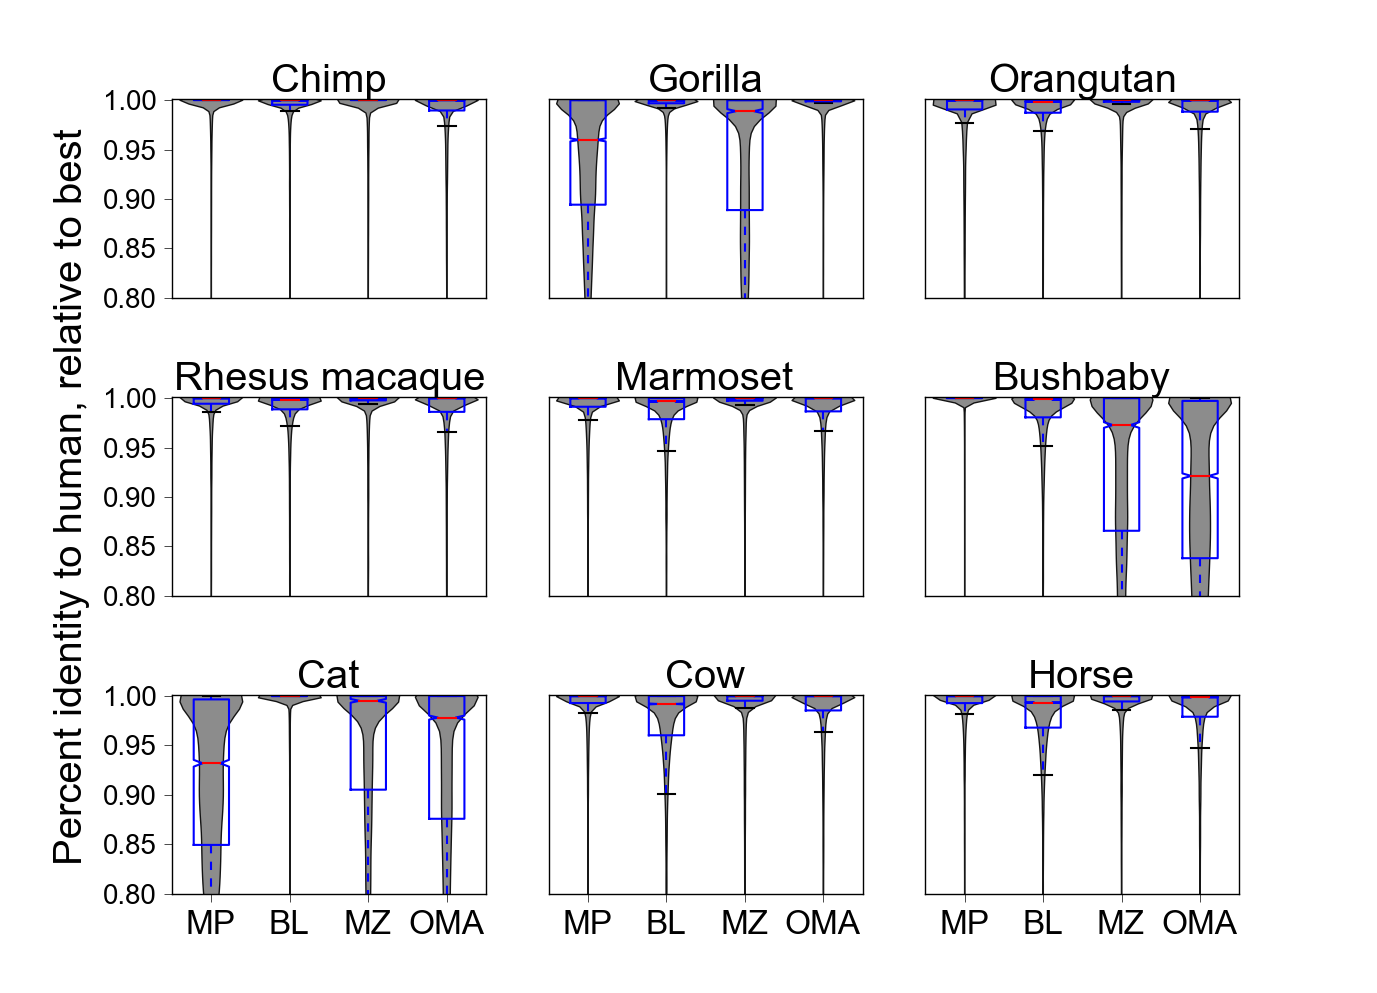 Percent identity to human, relative to best
Chimp
Gorilla
Orangutan
1.00
0.95
0.90
0.85
0.80
Rhesus macaque
Marmoset
Bushbaby
1.00
0.95
0.90
0.85
0.80
Cat
Cow
Horse
1.00
0.95
0.90
0.85
0.80
MP BL MZ OMA
MP BL MZ OMA
MP BL MZ OMA